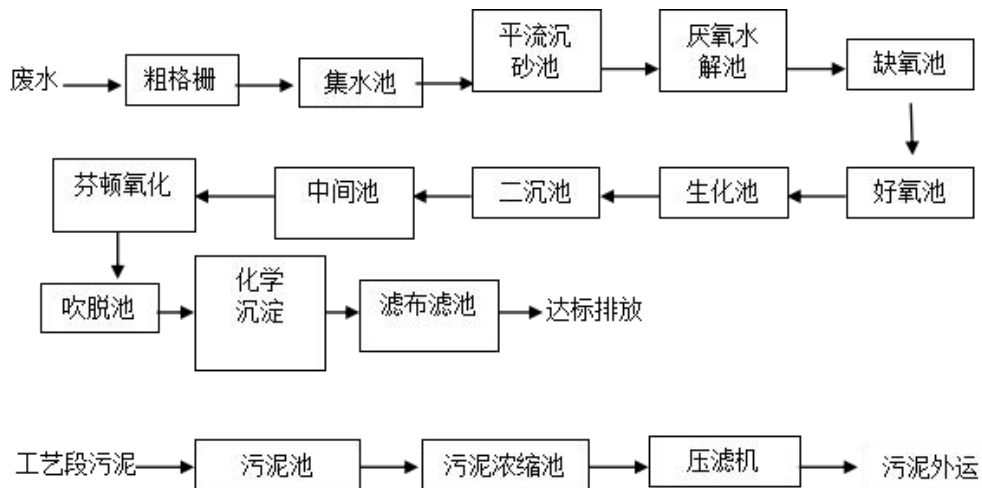 废水
粗格栅
集水池
平流沉
砂池
厌氧水
解池
缺氧池
芬顿氧化
中间池
二沉池
生化池
好氧池
吹脱池
化学
沉淀
滤布滤池
达标排放
工艺段污泥
污泥池
污泥浓缩池
压滤机
污泥外运